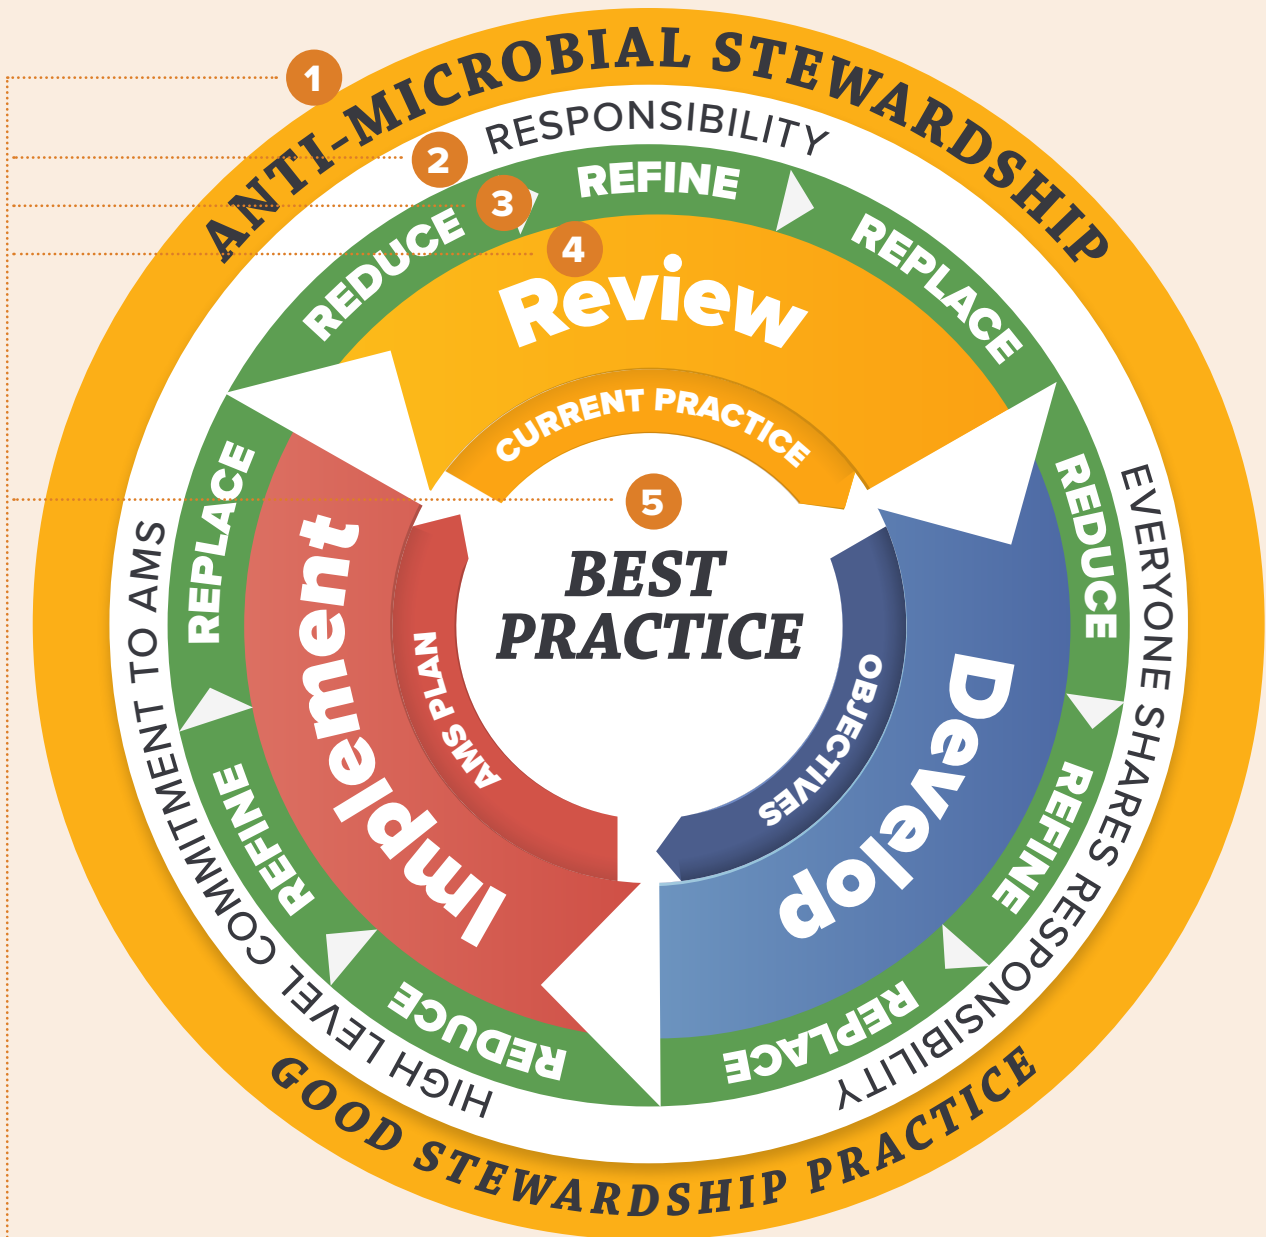 1
ANTI-MICROBIAL STEWARDSHIP
2
RESPONSIBILITY
3
REDUCE
REFINE
REPLACE
4
Review
CURRENT PRACTICE
REDUCE
REFINE
REPLACE
EVERYONE SHARES RESPONSIBILITY
Develop
OBJECTIVES
REDUCE
REFINE
REPLACE
HIGH LEVEL COMMITMENT TO AMS
Implement
AMS PLAN
5
BEST
PRACTICE
GOOD STEWARDSHIP PRACTICE